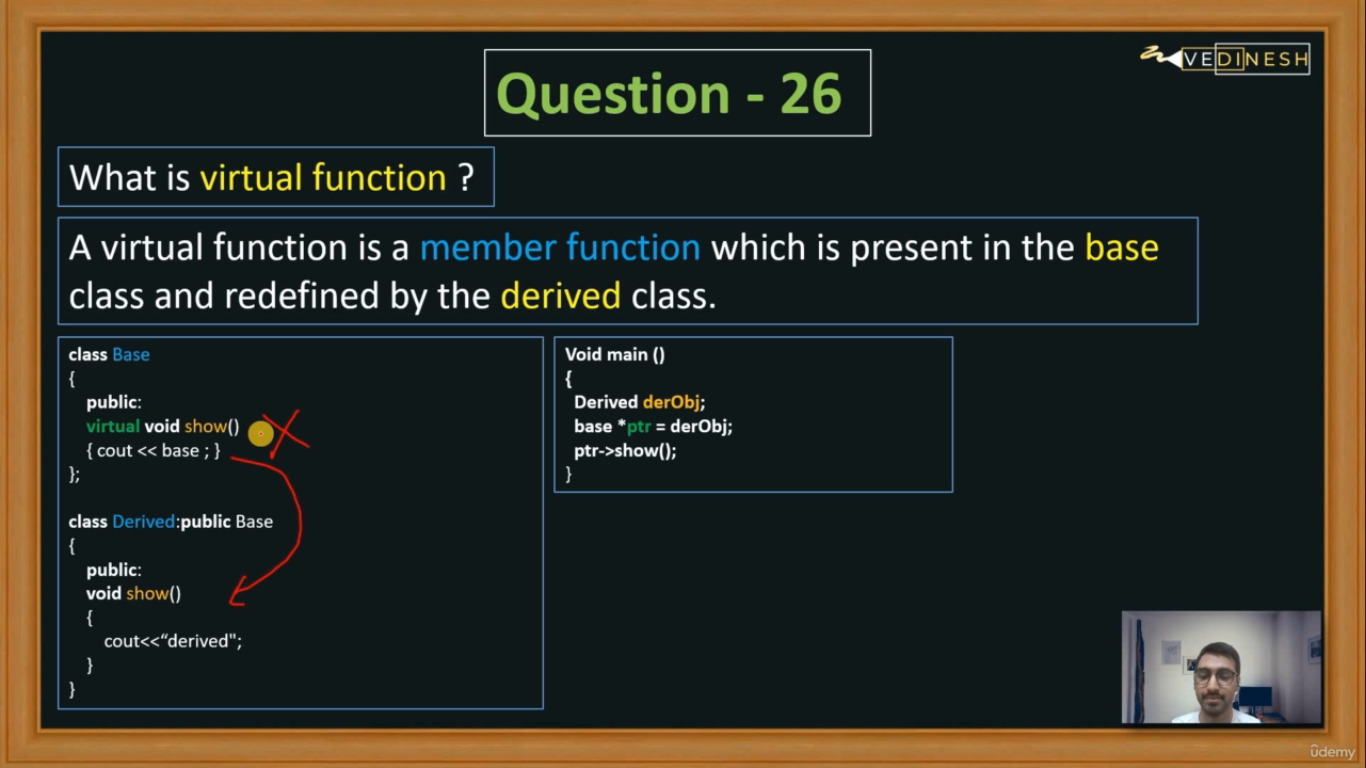 VEDINESH
Question - 26
What is virtual function ?
A virtual function is a member function which is present in the base
class and redefined by the derived class.
class Base
{
public:
virtual void show()
{ cout << base ; }
};
class Derived:public Base
{
public:
void show()
{
cout<<“derived";
}
}
Void main ()
{
Derived derObj;
base *ptr = derObj;
ptr->show();
}
ûdemy